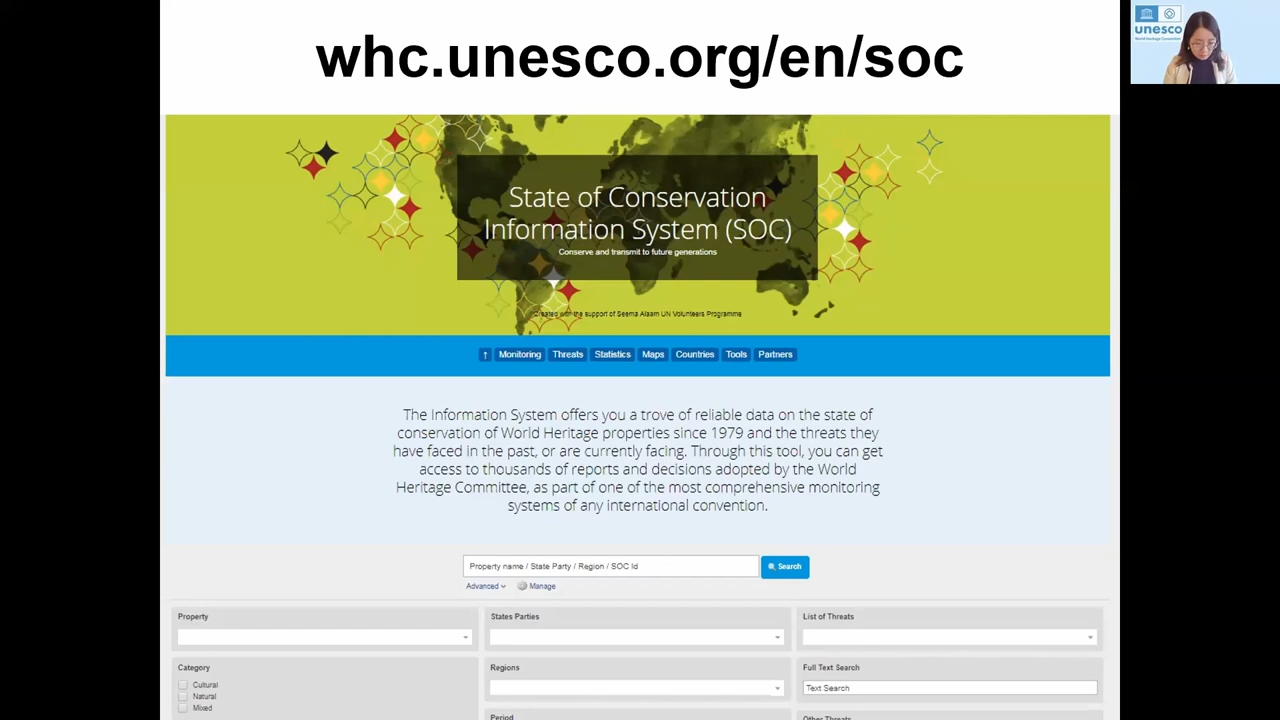 whc.unesco.org/en/soc
unesco
World Heritage Convention
State of Conservation
Information System (SOC)
Conserve and transmit to future generations
Created with the support of Seema Alaam UN Volunteers Programme
↑ Monitoring Threats Statistics Maps Countries Tools Partners
The Information System offers you a trove of reliable data on the state of
conservation of World Heritage properties since 1979 and the threats they
have faced in the past, or are currently facing. Through this tool, you can get
access to thousands of reports and decisions adopted by the World
Heritage Committee, as part of one of the most comprehensive monitoring
systems of any international convention.
Property name / State Party / Region / SOC Id Search
Advanced Manage
Property States Parties List of Threats
Category Regions Full Text Search
Cultural
Text Search
Natural
Mixed
Period Other Threats